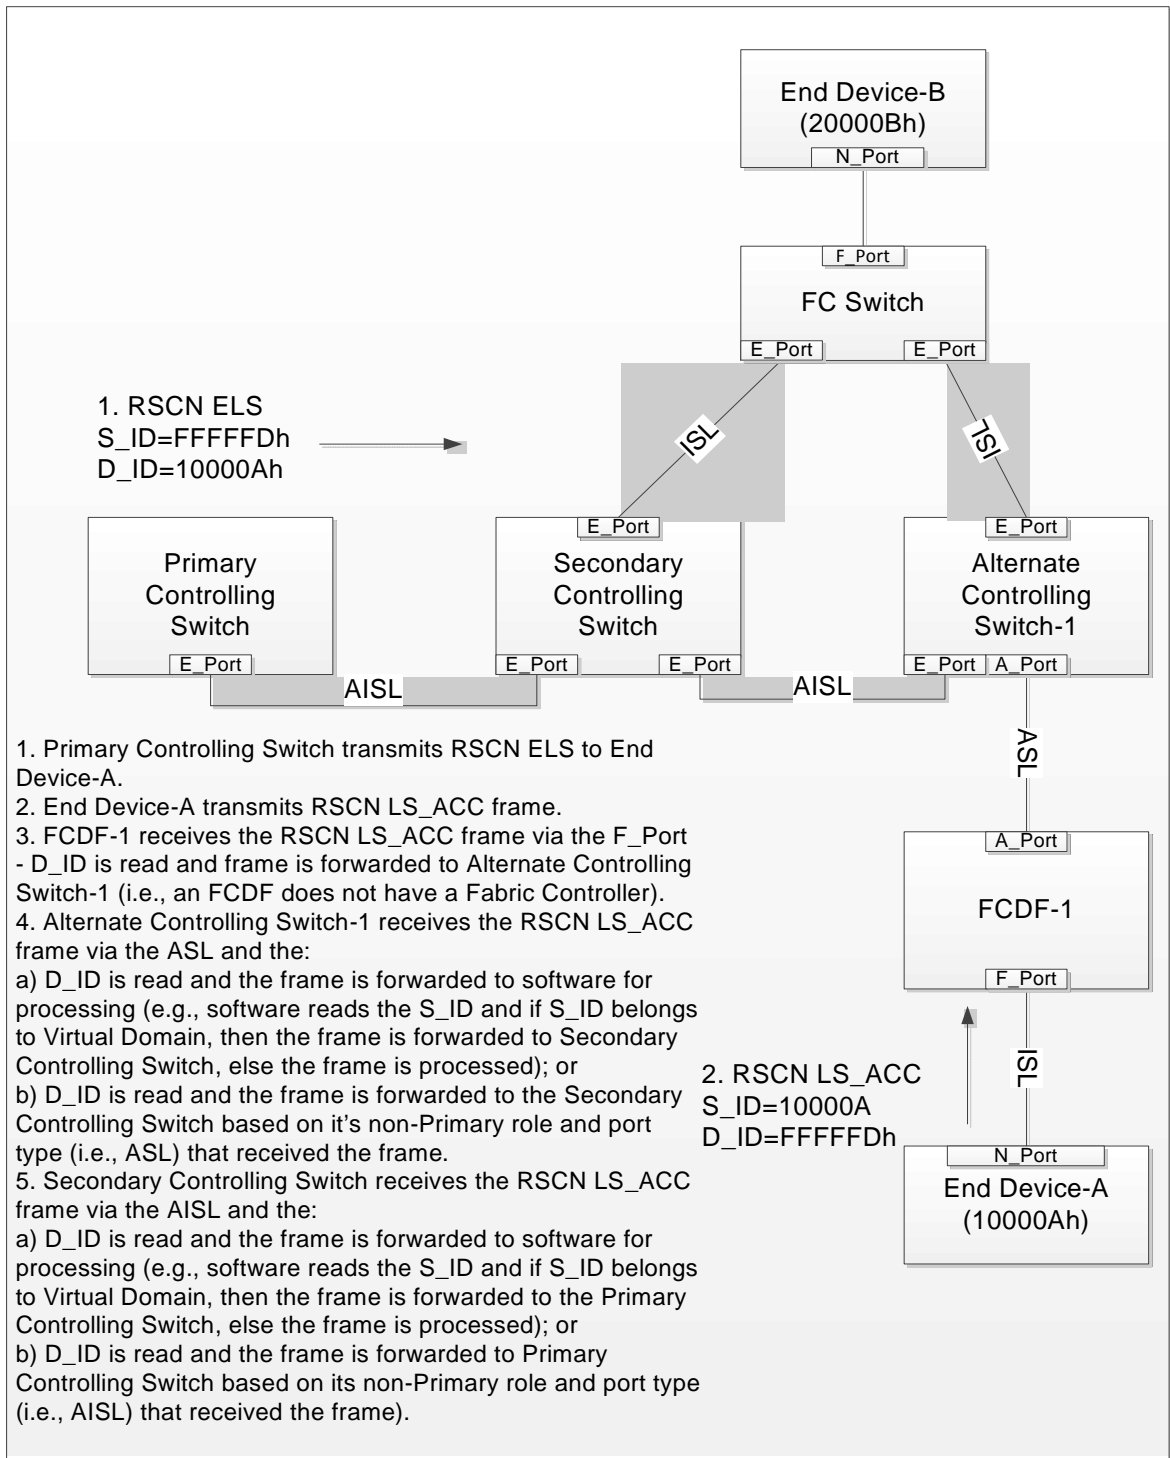 End Device-B
(20000Bh)
N_Port
F_Port
FC Switch
E_Port
E_Port
1. RSCN ELS
S_ID=FFFFFDh
D_ID=10000Ah
ISL
ISL
E_Port
E_Port
Primary
Controlling
Switch
Secondary
Controlling
Switch
Alternate
Controlling
Switch-1
E_Port
E_Port
E_Port
E_Port
A_Port
AISL
AISL
ASL
1. Primary Controlling Switch transmits RSCN ELS to End
Device-A.
2. End Device-A transmits RSCN LS_ACC frame.
3. FCDF-1 receives the RSCN LS_ACC frame via the F_Port
- D_ID is read and frame is forwarded to Alternate Controlling
Switch-1 (i.e., an FCDF does not have a Fabric Controller).
4. Alternate Controlling Switch-1 receives the RSCN LS_ACC
frame via the ASL and the:
a) D_ID is read and the frame is forwarded to software for
processing (e.g., software reads the S_ID and if S_ID belongs
to Virtual Domain, then the frame is forwarded to Secondary
Controlling Switch, else the frame is processed); or
b) D_ID is read and the frame is forwarded to the Secondary
Controlling Switch based on it's non-Primary role and port
type (i.e., ASL) that received the frame.
5. Secondary Controlling Switch receives the RSCN LS_ACC
frame via the AISL and the:
a) D_ID is read and the frame is forwarded to software for
processing (e.g., software reads the S_ID and if S_ID belongs
to Virtual Domain, then the frame is forwarded to the Primary
Controlling Switch, else the frame is processed); or
b) D_ID is read and the frame is forwarded to Primary
Controlling Switch based on its non-Primary role and port type
(i.e., AISL) that received the frame).
A_Port
FCDF-1
F_Port
ISL
2. RSCN LS_ACC
S_ID=10000A
D_ID=FFFFFDh
N_Port
End Device-A
(10000Ah)